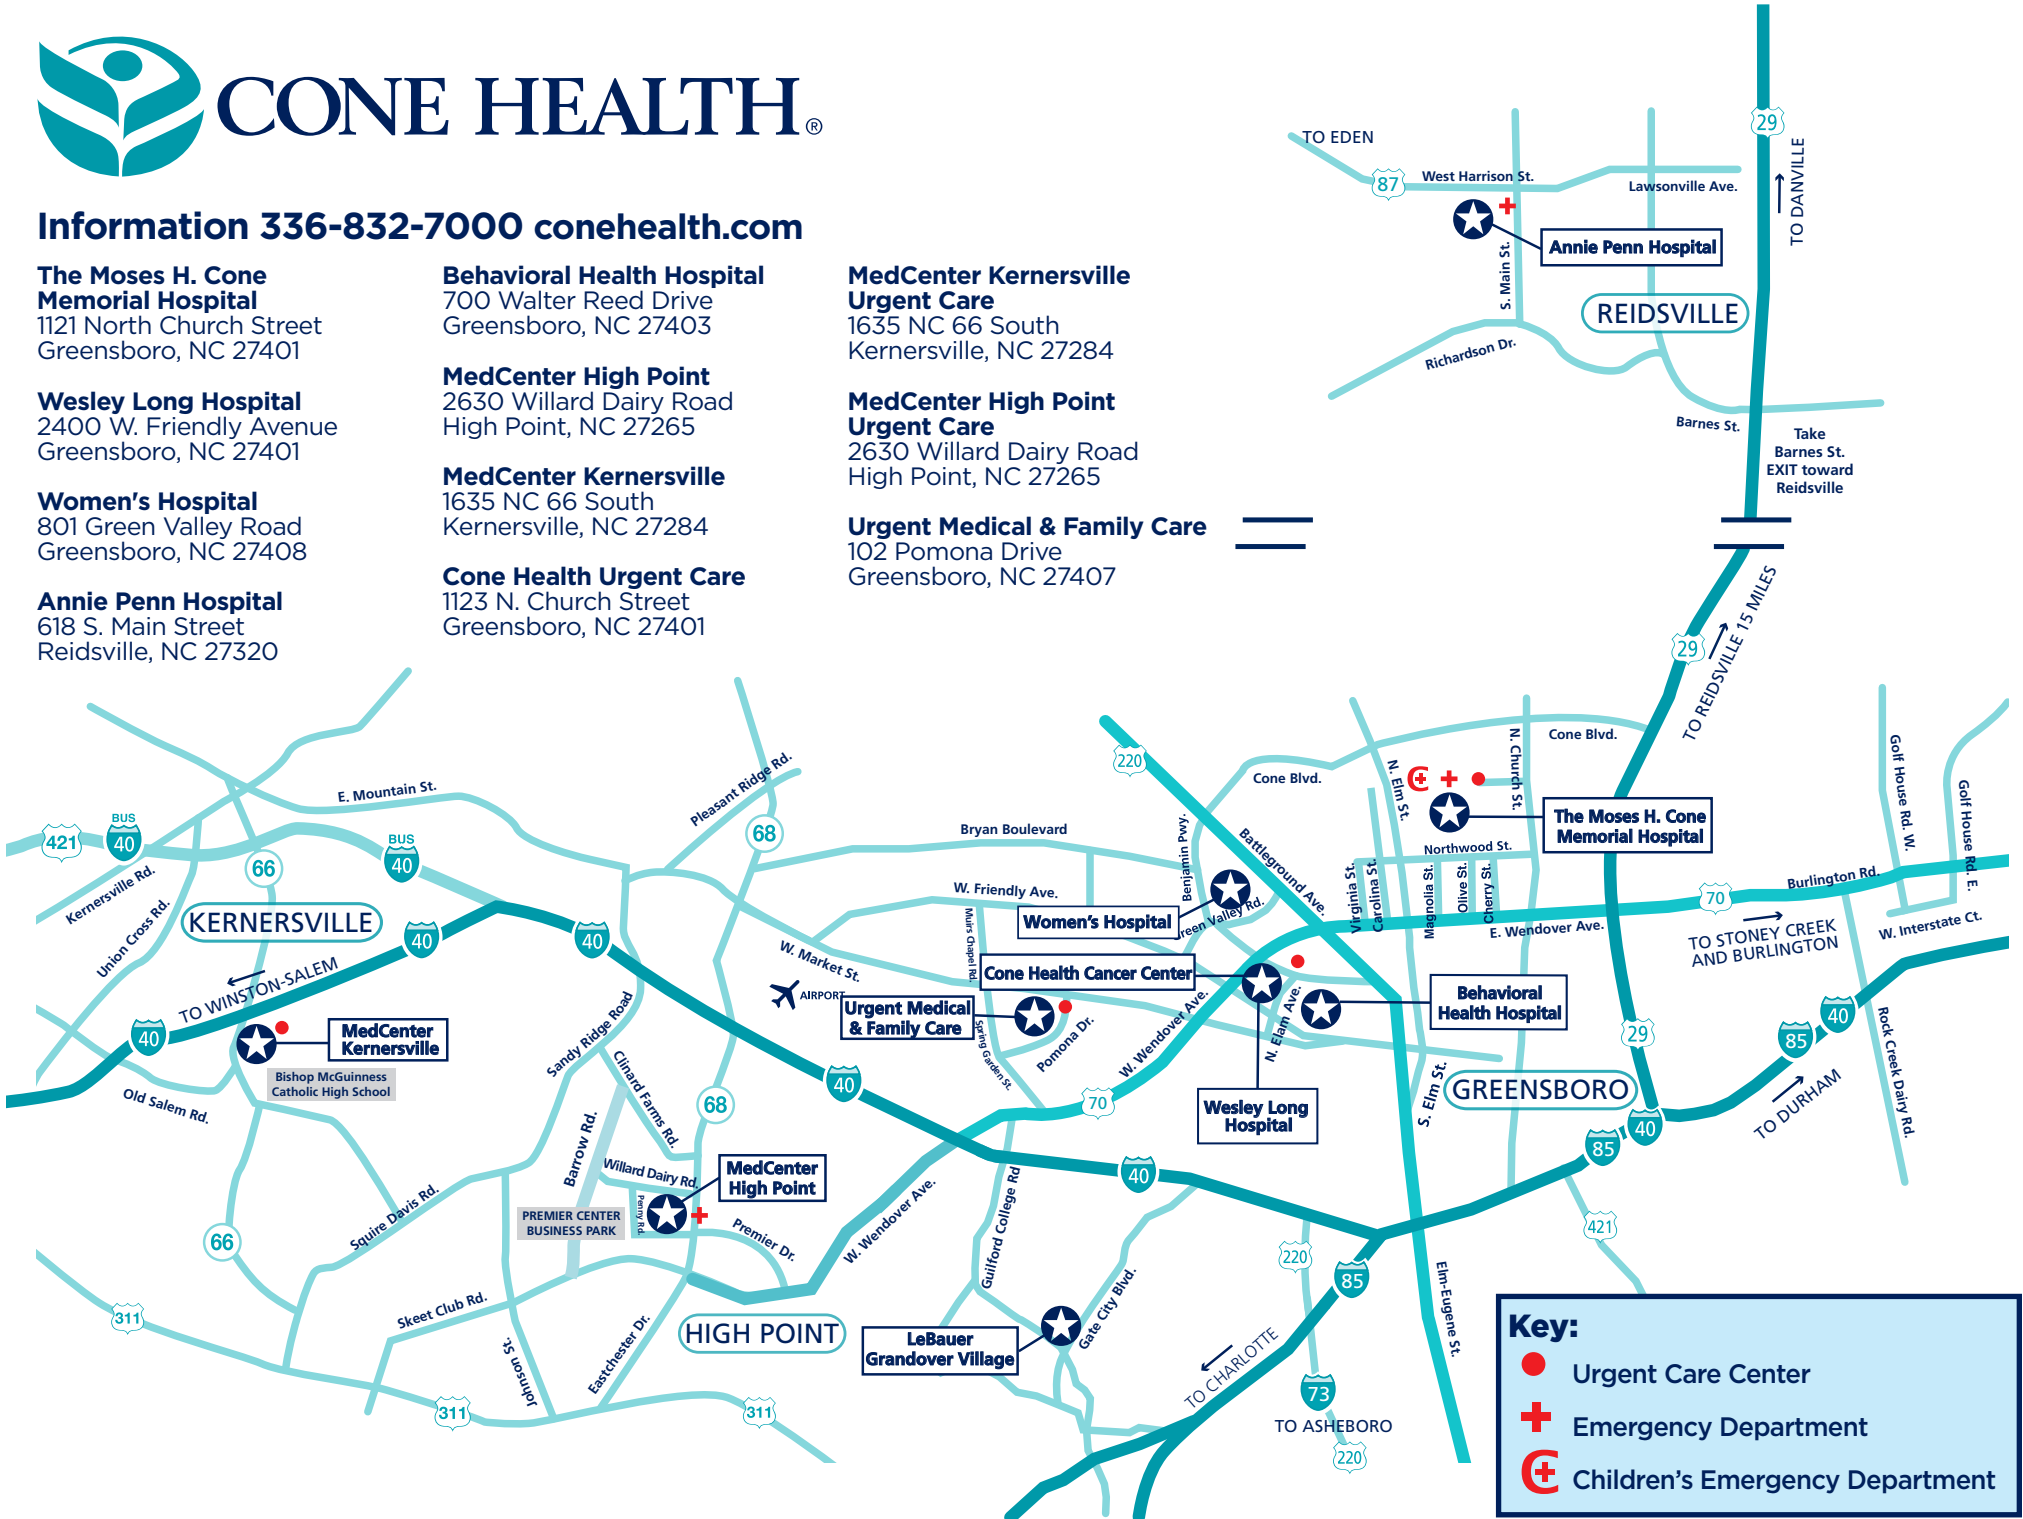 CONE HEALTH®
Information 336-832-7000 conehealth.com
The Moses H. Cone
Memorial Hospital
1121 North Church Street
Greensboro, NC 27401
Wesley Long Hospital
2400 W. Friendly Avenue
Greensboro, NC 27401
Women's Hospital
801 Green Valley Road
Greensboro, NC 27408
Annie Penn Hospital
618 S. Main Street
Reidsville, NC 27320
Behavioral Health Hospital
700 Walter Reed Drive
Greensboro, NC 27403
MedCenter High Point
2630 Willard Dairy Road
High Point, NC 27265
MedCenter Kernersville
1635 NC 66 South
Kernersville, NC 27284
Cone Health Urgent Care
1123 N. Church Street
Greensboro, NC 27401
MedCenter Kernersville
Urgent Care
1635 NC 66 South
Kernersville, NC 27284
MedCenter High Point
Urgent Care
2630 Willard Dairy Road
High Point, NC 27265
Urgent Medical & Family Care
102 Pomona Drive
Greensboro, NC 27407
TO EDEN
87
West Harrison St.
Lawsonville Ave.
29
TO DANVILLE
Annie Penn Hospital
S. Main St.
REIDSVILLE
Richardson Dr.
Barnes St.
Take
Barnes St.
EXIT toward
Reidsville
29
TO REIDSVILLE 15 MILES
E. Mountain St.
Pleasant Ridge Rd.
68
421
BUS
40
BUS
40
66
Kernersville Rd.
Union Cross Rd.
KERNERSVILLE
40
40
TO WINSTON-SALEM
40
MedCenter
Kernersville
Bishop McGuinness
Catholic High School
Old Salem Rd.
66
Squire Davis Rd.
311
Skeet Club Rd.
311
Johnson St.
Eastchester Dr.
311
Sandy Ridge Road
Clinard Farms Rd.
Barrow Rd.
Willard Dairy Rd.
Penny Rd.
PREMIER CENTER
BUSINESS PARK
MedCenter
High Point
Premier Dr.
68
HIGH POINT
W. Wendover Ave.
220
Cone Blvd.
Cone Blvd.
N. Elm St.
N. Church St.
The Moses H. Cone
Memorial Hospital
Bryan Boulevard
Benjamin Pwy.
Battleground Ave.
Northwood St.
Virginia St.
Carolina St.
Magnolia St.
Olive St.
Cherry St.
W. Friendly Ave.
Women's Hospital
Green Valley Rd.
E. Wendover Ave.
70
Burlington Rd.
Golf House Rd. W.
Golf House Rd. E.
TO STONEY CREEK
AND BURLINGTON
W. Interstate Ct.
W. Market St.
Muirs Chapel Rd.
Cone Health Cancer Center
AIRPORT
Urgent Medical
& Family Care
Spring Garden St.
Pomona Dr.
W. Wendover Ave.
N. Elam Ave.
Behavioral
Health Hospital
29
40
85
Rock Creek Dairy Rd.
40
70
Wesley Long
Hospital
S. Elm St.
GREENSBORO
TO DURHAM
40
85
40
Guilford College Rd
220
421
85
Elm-Eugene St.
LeBauer
Grandover Village
Gate City Blvd.
TO CHARLOTTE
73
TO ASHEBORO
220
Key:
Urgent Care Center
Emergency Department
Children's Emergency Department